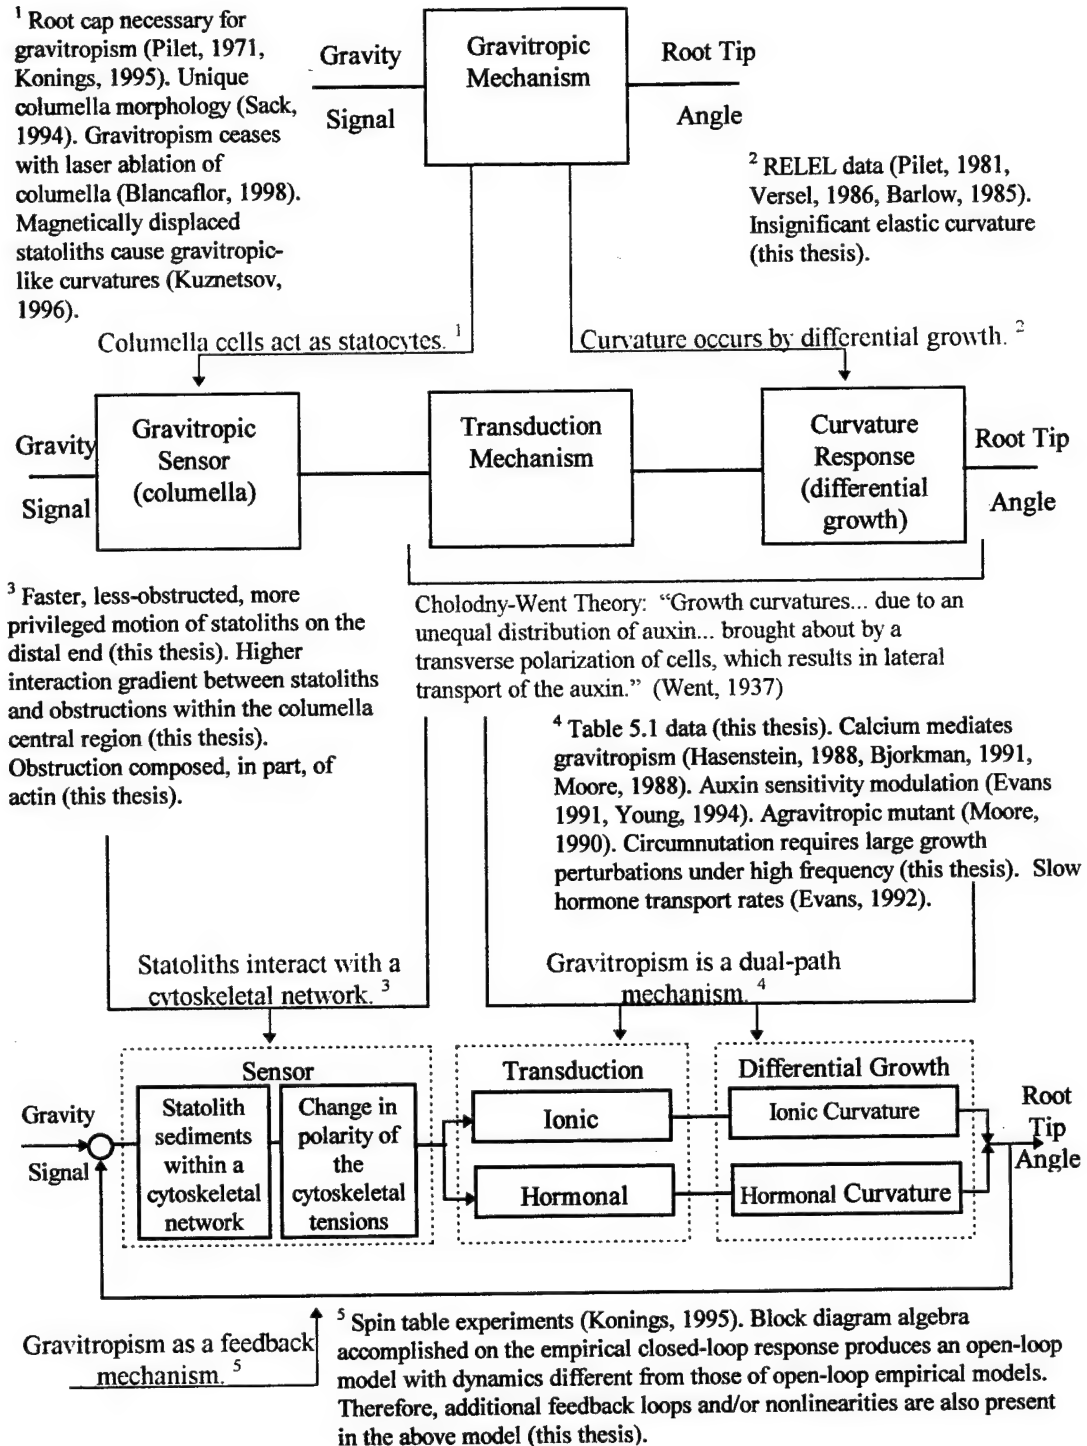 ¹ Root cap necessary for
gravitropism (Pilet, 1971,
Konings, 1995). Unique
columella morphology (Sack,
1994). Gravitropism ceases
with laser ablation of
columella (Blancaflor, 1998).
Magnetically displaced
statoliths cause gravitropic-
like curvatures (Kuznetsov,
1996).
Gravity
Signal
Gravitropic
Mechanism
Root Tip
Angle
² RELEL data (Pilet, 1981,
Versel, 1986, Barlow, 1985).
Insignificant elastic curvature
(this thesis).
Columella cells act as statocytes. ¹
Curvature occurs by differential growth. ²
Gravity
Signal
Gravitropic
Sensor
(columella)
Transduction
Mechanism
Curvature
Response
(differential
growth)
Root Tip
Angle
³ Faster, less-obstructed, more
privileged motion of statoliths on the
distal end (this thesis). Higher
interaction gradient between statoliths
and obstructions within the columella
central region (this thesis).
Obstruction composed, in part, of
actin (this thesis).
Cholodny-Went Theory: “Growth curvatures... due to an
unequal distribution of auxin... brought about by a
transverse polarization of cells, which results in lateral
transport of the auxin.” (Went, 1937)
⁴ Table 5.1 data (this thesis). Calcium mediates
gravitropism (Hasenstein, 1988, Bjorkman, 1991,
Moore, 1988). Auxin sensitivity modulation (Evans
1991, Young, 1994). Agravitropic mutant (Moore,
1990). Circumnutation requires large growth
perturbations under high frequency (this thesis). Slow
hormone transport rates (Evans, 1992).
Statoliths interact with a
cytoskeletal network. ³
Gravitropism is a dual-path
mechanism. ⁴
Gravity
Signal
Sensor
Statolith
sediments
within a
cytoskeletal
network
Change in
polarity of
the
cytoskeletal
tensions
Transduction
Ionic
Hormonal
Differential Growth
Ionic Curvature
Hormonal Curvature
Root
Tip
Angle
Gravitropism as a feedback
mechanism. ⁵
⁵ Spin table experiments (Konings, 1995). Block diagram algebra
accomplished on the empirical closed-loop response produces an open-loop
model with dynamics different from those of open-loop empirical models.
Therefore, additional feedback loops and/or nonlinearities are also present
in the above model (this thesis).